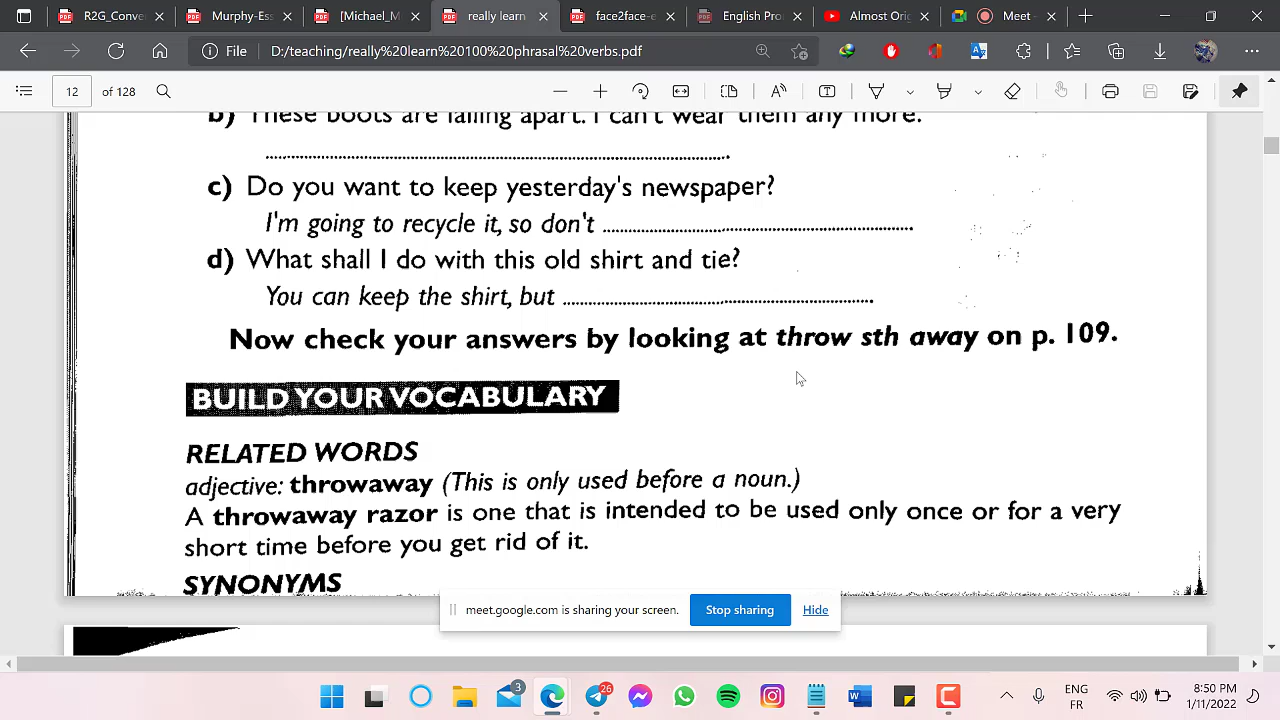 R2G_Conve
Murphy-ess
[Michael_M
really learn
face2face-e
English Pro
Almost Ori
Meet -
File D:/teaching/really%20learn%20100%20phrasal%20verbs.pdf
12 of 128
b) These boots are falling apart. I can't wear them any more.
c) Do you want to keep yesterday's newspaper?
I'm going to recycle it, so don't
d) What shall I do with this old shirt and tie?
You can keep the shirt, but
Now check your answers by looking at throw sth away on p. 109.
BUILD YOUR VOCABULARY
RELATED WORDS
adjective: throwaway (This is only used before a noun.)
A throwaway razor is one that is intended to be used only once or for a very
short time before you get rid of it.
SYNONYMS
meet.google.com is sharing your screen.
Stop sharing
Hide
3
26
ENG
FR
8:50 PM
1/11/2022